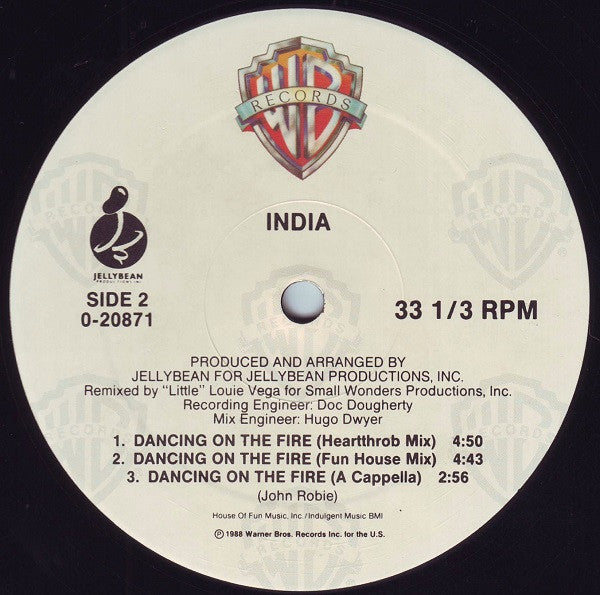 WB
RECORDS
INDIA
JELLYBEAN
PRODUCTIONS, INC.
SIDE 2
0-20871
33 1/3 RPM
PRODUCED AND ARRANGED BY
JELLYBEAN FOR JELLYBEAN PRODUCTIONS, INC.
Remixed by "Little" Louie Vega for Small Wonders Productions, Inc.
Recording Engineer: Doc Dougherty
Mix Engineer: Hugo Dwyer
1. DANCING ON THE FIRE (Heartthrob Mix) 4:50
2. DANCING ON THE FIRE (Fun House Mix) 4:43
3. DANCING ON THE FIRE (A Cappella) 2:56
(John Robie)
House Of Fun Music, Inc. / Indulgent Music BMI
℗ 1988 Warner Bros. Records Inc. for the U.S.